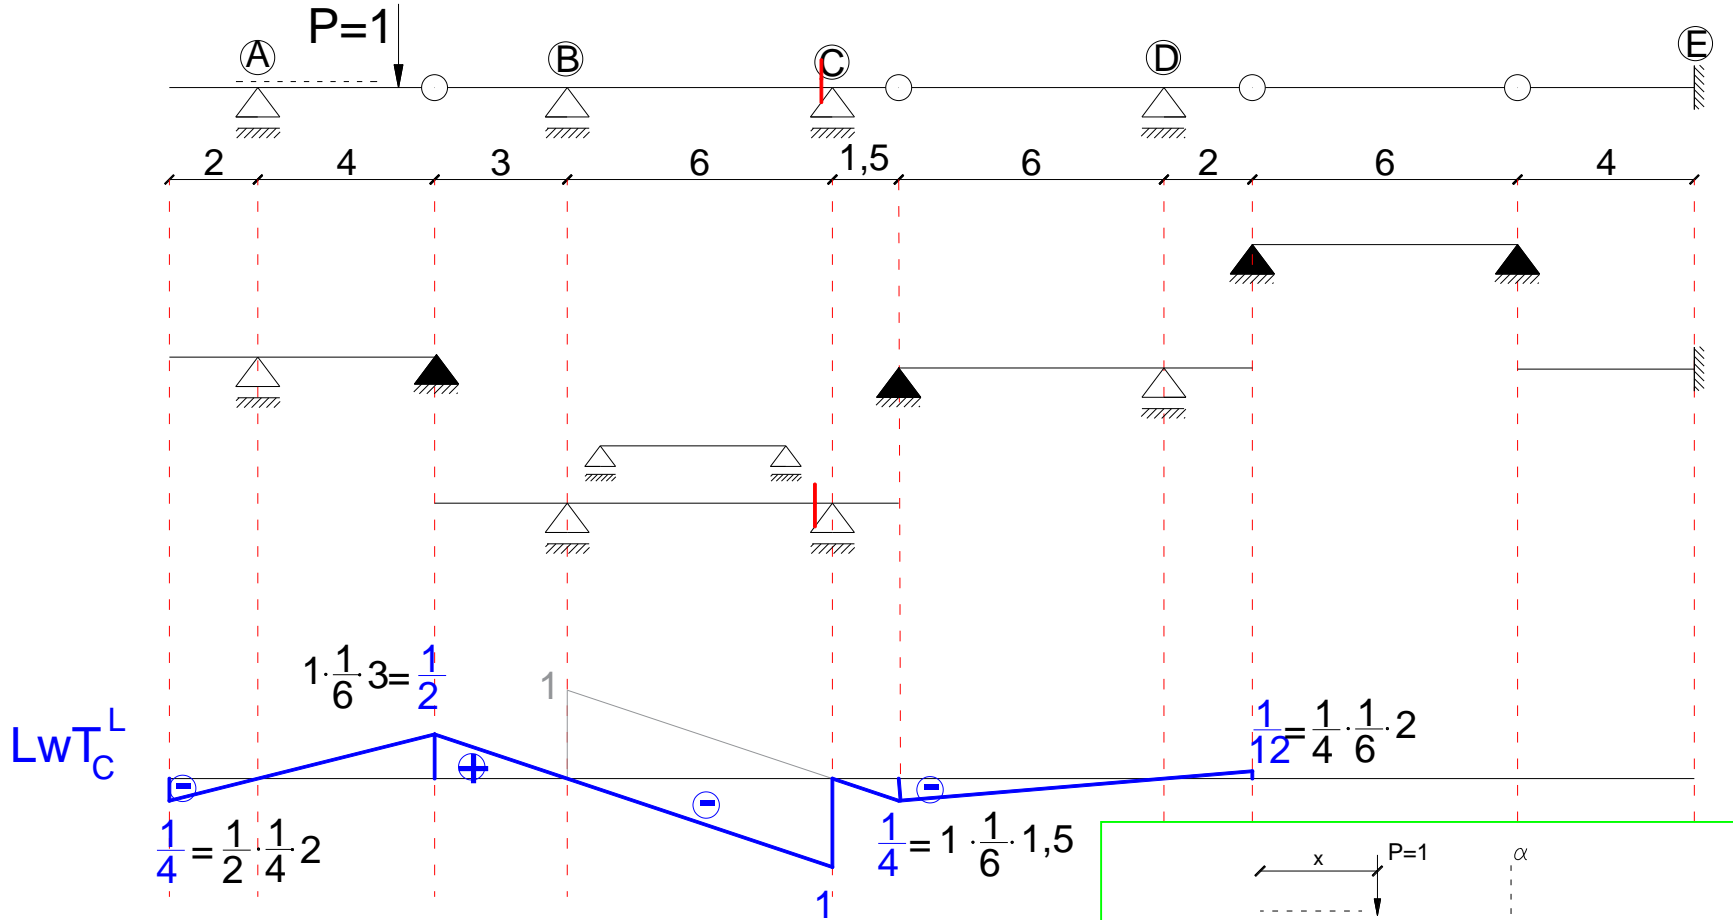 P=1
A B C D E
2 4 3 6 1,5 6 2 6 4
1·1/6·3=1/2
1
LwT_C^L
1/12=1/4·1/6·2
+
- - -
1/4=1/2·1/4·2
1/4=1·1/6·1,5
1
x P=1 α